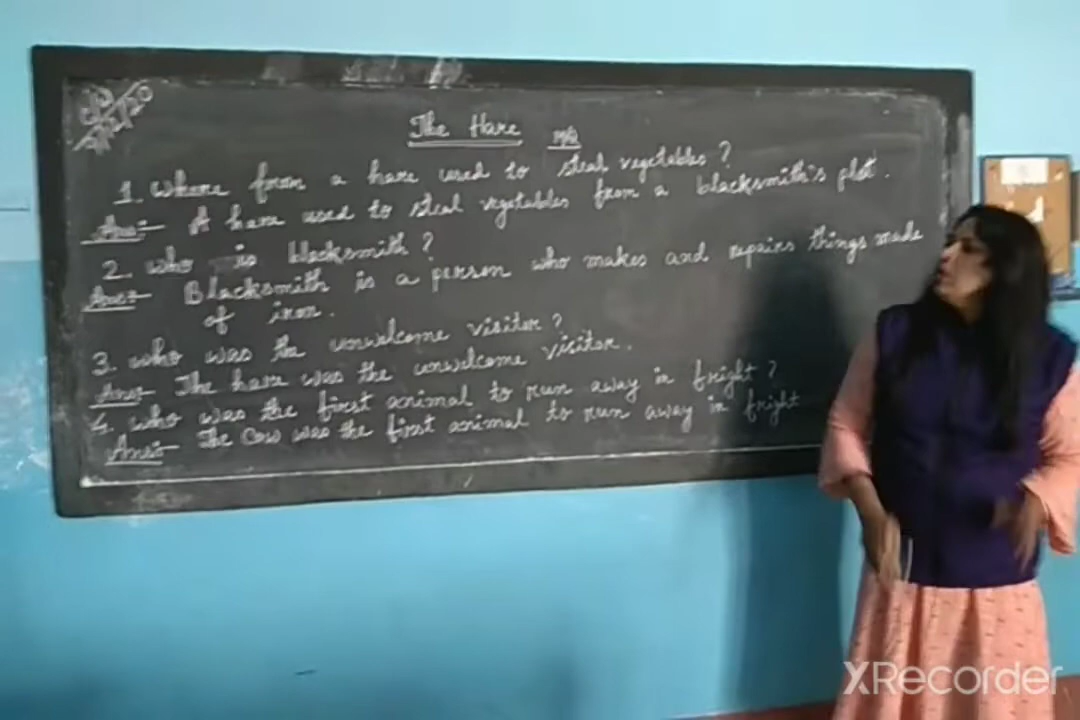 The Hare
1. Where from a hare used to steal vegetables?
Ans:- A hare used to steal vegetables from a blacksmith's plot.
2. Who is blacksmith?
Ans:- Blacksmith is a person who makes and repairs things made
of iron.
3. Who was the unwelcome visitor?
Ans:- The hare was the unwelcome visitor.
4. Who was the first animal to run away in fright?
Ans:- The cow was the first animal to run away in fright
XRecorder